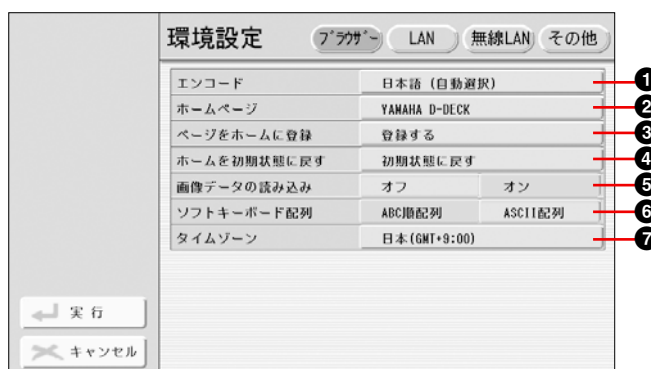 環境設定 ブラウザー LAN 無線LAN その他
エンコード 日本語 (自動選択) 1
ホームページ YAMAHA D-DECK 2
ページをホームに登録 登録する 3
ホームを初期状態に戻す 初期状態に戻す 4
画像データの読み込み オフ オン 5
ソフトキーボード配列 ABC順配列 ASCII配列 6
タイムゾーン 日本(GMT+9:00) 7
実行
キャンセル